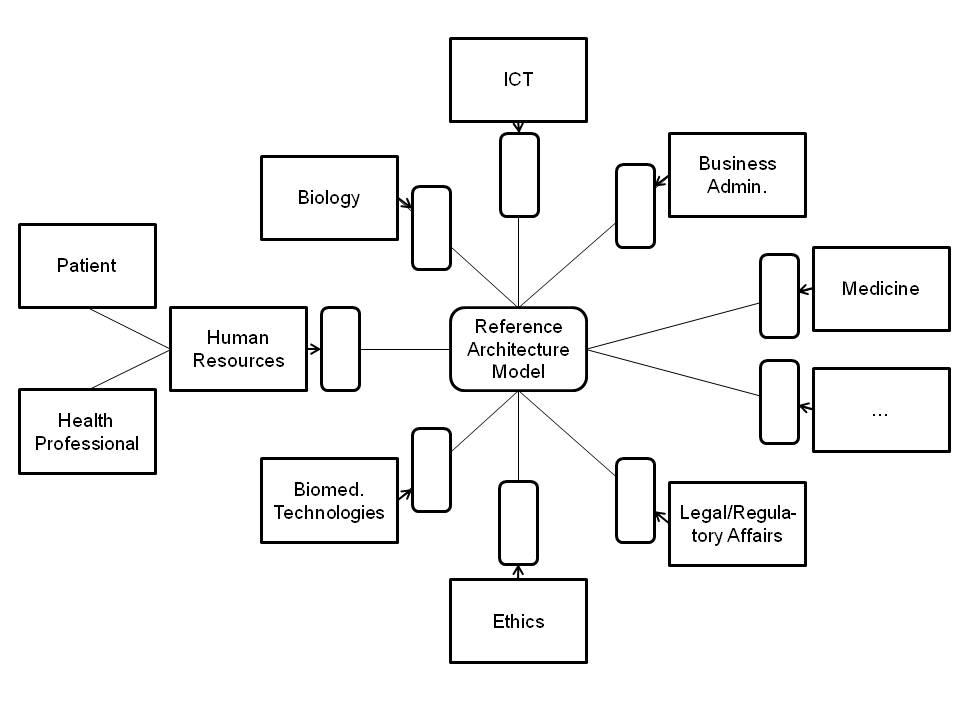 ICT
Business
Admin.
Biology
Patient
Medicine
Human
Resources
Reference
Architecture
Model
Health
Professional
...
Biomed.
Technologies
Legal/Regula-
tory Affairs
Ethics